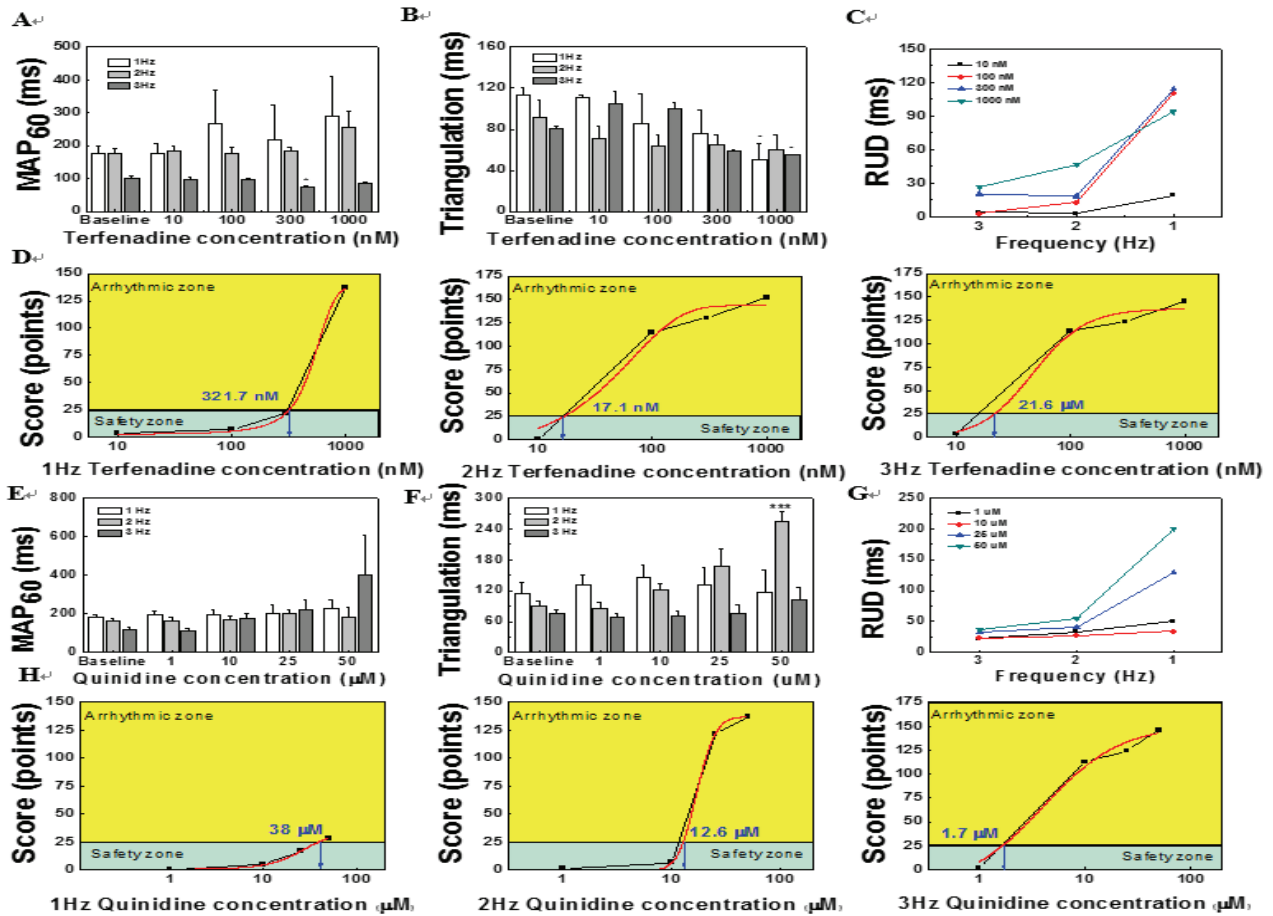 A
MAP60 (ms)
500
400
300
200
100
0
1Hz
2Hz
3Hz
Baseline 10 100 300 1000
Terfenadine concentration (nM)
B
Triangulation (ms)
160
120
80
40
0
1Hz
2Hz
3Hz
Baseline 10 100 300 1000
Terfenadine concentration (nM)
C
RUD (ms)
150
120
90
60
30
0
10 nM
100 nM
300 nM
1000 nM
3 2 1
Frequency (Hz)
D
Score (points)
150
125
100
75
50
25
0
Arrhythmic zone
321.7 nM
Safety zone
10 100 1000
1Hz Terfenadine concentration (nM)
Score (points)
175
150
125
100
75
50
25
0
Arrhythmic zone
17.1 nM
Safety zone
10 100 1000
2Hz Terfenadine concentration (nM)
Score (points)
175
150
125
100
75
50
25
0
Arrhythmic zone
21.6 µM
Safety zone
10 100 1000
3Hz Terfenadine concentration (nM)
E
MAP60 (ms)
800
600
400
200
0
1 Hz
2 Hz
3 Hz
Baseline 1 10 25 50
Quinidine concentration (µM)
F
Triangulation (ms)
300
240
180
120
60
0
1 Hz
2 Hz
3 Hz
***
Baseline 1 10 25 50
Quinidine concentration (uM)
G
RUD (ms)
250
200
150
100
50
0
1 uM
10 uM
25 uM
50 uM
3 2 1
Frequency (Hz)
H
Score (points)
150
125
100
75
50
25
0
Arrhythmic zone
38 µM
Safety zone
1 10 100
1Hz Quinidine concentration (µM)
Score (points)
150
125
100
75
50
25
0
Arrhythmic zone
12.6 µM
Safety zone
1 10 100
2Hz Quinidine concentration (µM)
Score (points)
175
150
125
100
75
50
25
0
Arrhythmic zone
1.7 µM
Safety zone
1 10 100
3Hz Quinidine concentration (µM)